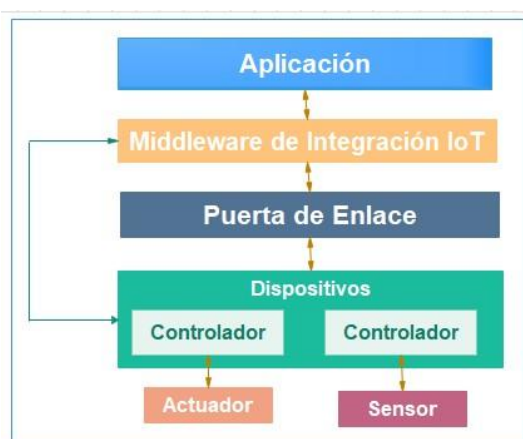 Aplicación
Middleware de Integración IoT
Puerta de Enlace
Dispositivos
Controlador
Controlador
Actuador
Sensor